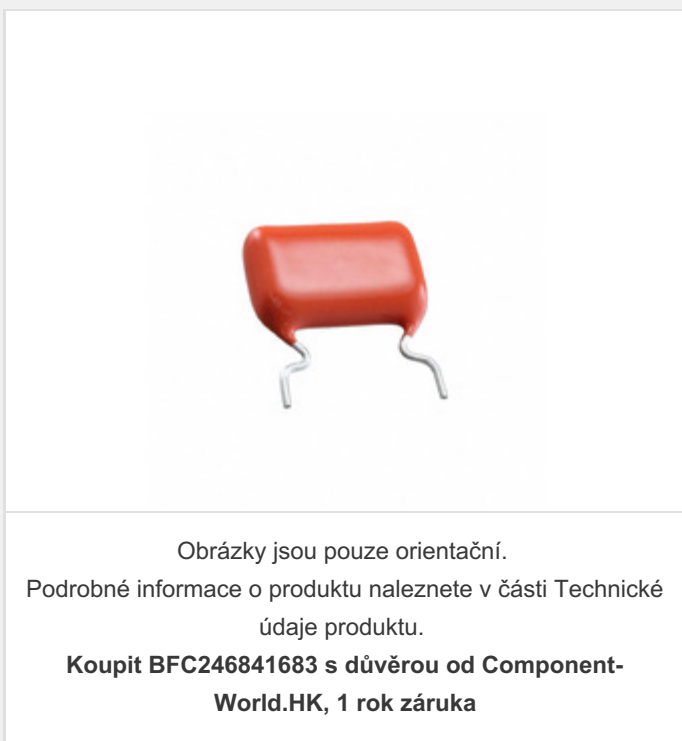 Obrázky jsou pouze orientační.
Podrobné informace o produktu naleznete v části Technické
údaje produktu.
Koupit BFC246841683 s důvěrou od Component-
World.HK, 1 rok záruka